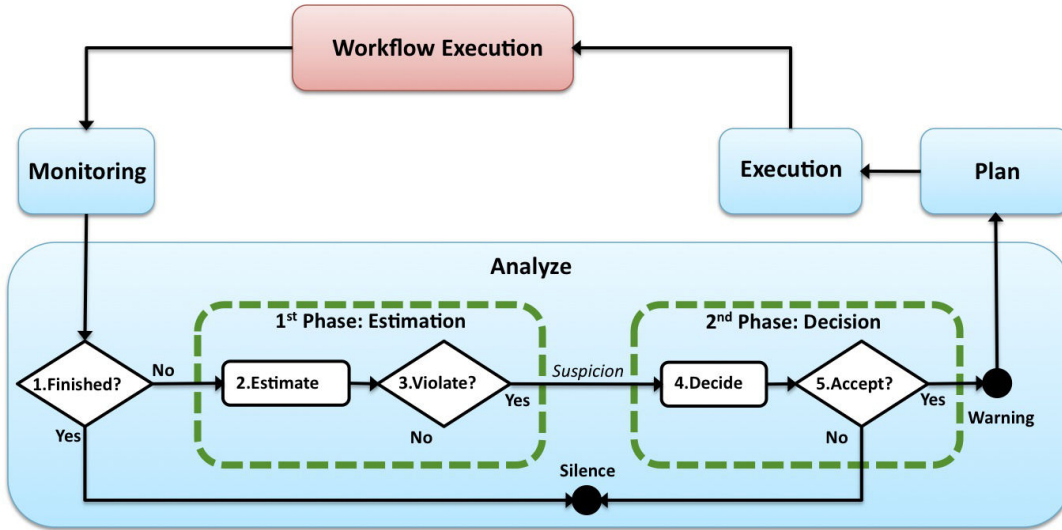 Workflow Execution
Monitoring
Execution
Plan
Analyze
1st Phase: Estimation
2nd Phase: Decision
1.Finished?
No
2.Estimate
3.Violate?
Suspicion
Yes
4.Decide
5.Accept?
Yes
Warning
Yes
No
No
Silence